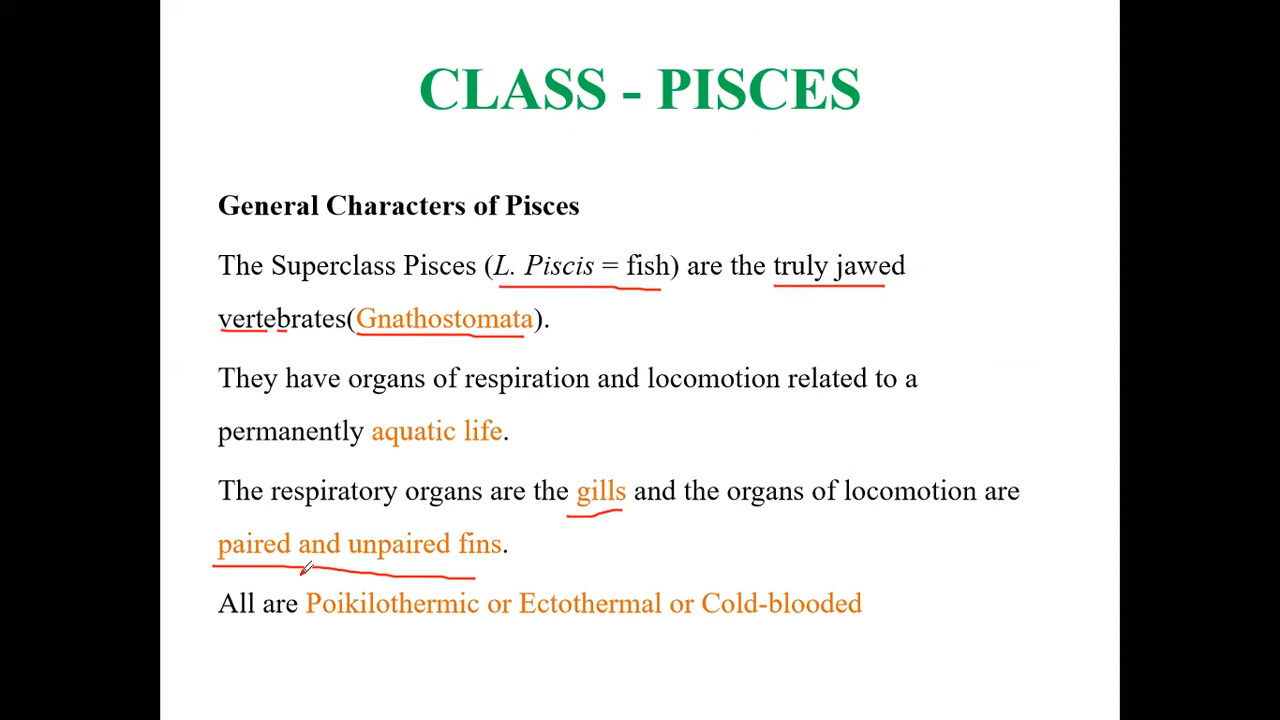 CLASS - PISCES
General Characters of Pisces
The Superclass Pisces (L. Piscis = fish) are the truly jawed
vertebrates(Gnathostomata).
They have organs of respiration and locomotion related to a
permanently aquatic life.
The respiratory organs are the gills and the organs of locomotion are
paired and unpaired fins.
All are Poikilothermic or Ectothermal or Cold-blooded